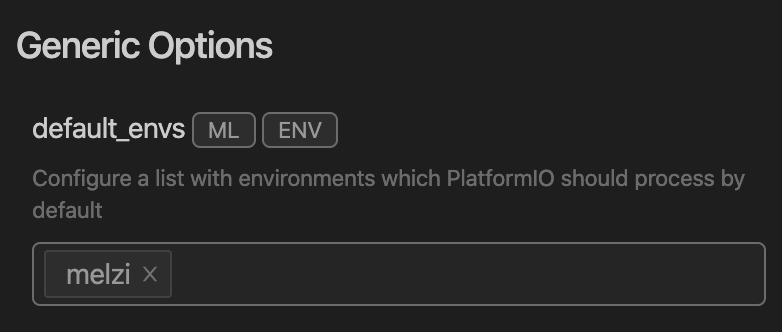 Generic Options
default_envs ML ENV
Configure a list with environments which PlatformIO should process by
default
melzi X